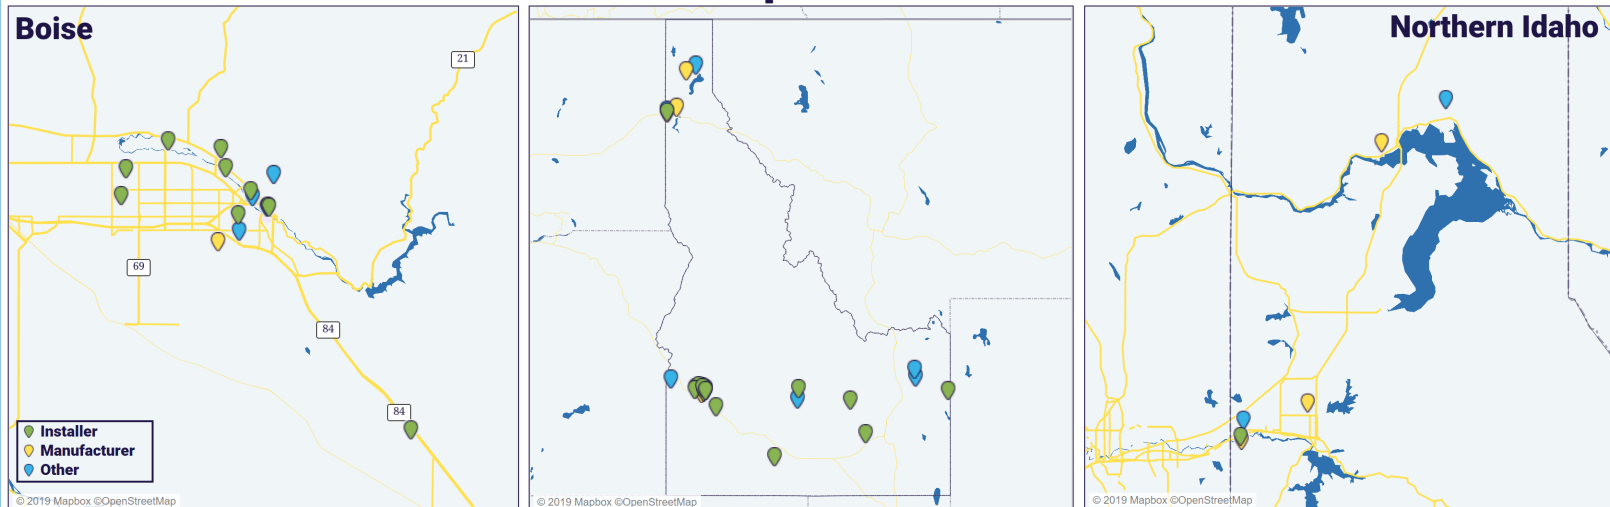 Boise
21
69
84
84
Installer
Manufacturer
Other
© 2019 Mapbox ©OpenStreetMap
© 2019 Mapbox ©OpenStreetMap
Northern Idaho
© 2019 Mapbox ©OpenStreetMap